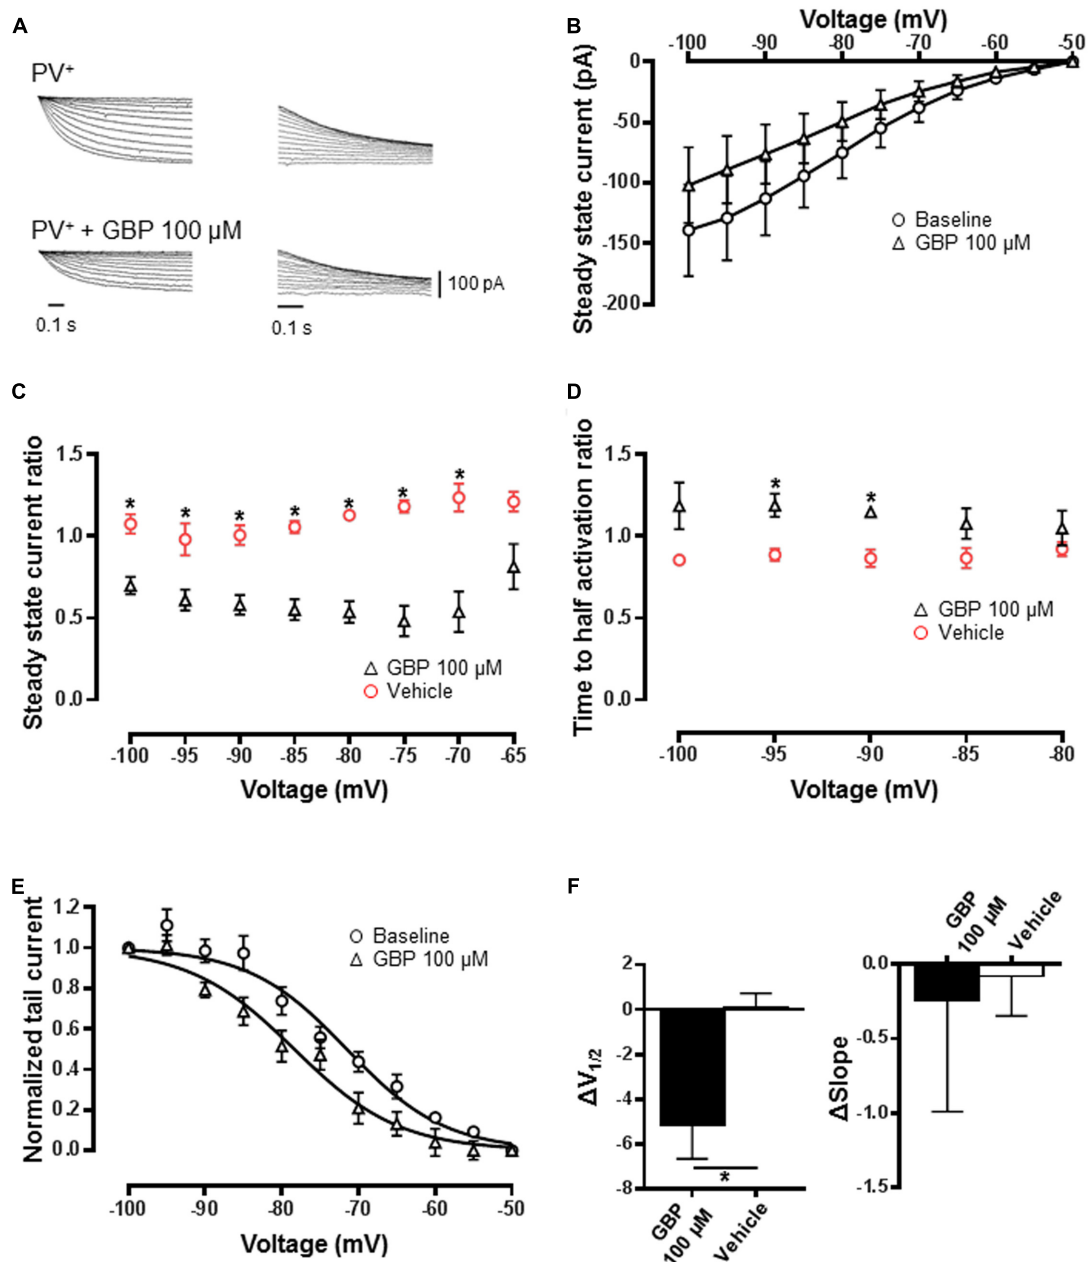 A
PV⁺
PV⁺ + GBP 100 µM
100 pA
0.1 s
0.1 s
B
Voltage (mV)
-100
-90
-80
-70
-60
-50
0
-50
-100
-150
-200
Steady state current (pA)
Baseline
GBP 100 µM
C
Steady state current ratio
1.5
1.0
0.5
0.0
* * * * * * *
GBP 100 µM
Vehicle
-100
-95
-90
-85
-80
-75
-70
-65
Voltage (mV)
D
Time to half activation ratio
1.5
1.0
0.5
0.0
* *
GBP 100 µM
Vehicle
-100
-95
-90
-85
-80
Voltage (mV)
E
Normalized tail current
1.2
1.0
0.8
0.6
0.4
0.2
0.0
Baseline
GBP 100 µM
-100
-90
-80
-70
-60
-50
Voltage (mV)
F
ΔV1/2
2
0
-2
-4
-6
-8
*
GBP
100 µM
Vehicle
GBP
100 µM
Vehicle
ΔSlope
0.0
-0.5
-1.0
-1.5